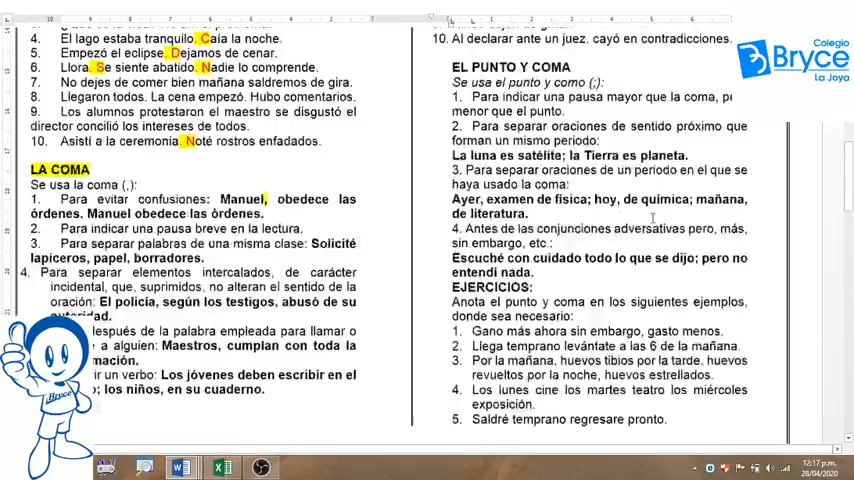 4. El lago estaba tranquilo. Caía la noche.
5. Empezó el eclipse. Dejamos de cenar.
6. Llora. Se siente abatido. Nadie lo comprende.
7. No dejes de comer bien mañana saldremos de gira.
8. Llegaron todos. La cena empezó. Hubo comentarios.
9. Los alumnos protestaron el maestro se disgustó el
director concilió los intereses de todos.
10. Asistí a la ceremonia. Noté rostros enfadados.
LA COMA
Se usa la coma (,):
1. Para evitar confusiones: Manuel, obedece las
órdenes. Manuel obedece las órdenes.
2. Para indicar una pausa breve en la lectura.
3. Para separar palabras de una misma clase: Solicité
lapiceros, papel, borradores.
4. Para separar elementos intercalados, de carácter
incidental, que, suprimidos, no alteran el sentido de la
oración: El policía, según los testigos, abusó de su
después de la palabra empleada para llamar o
e a alguien: Maestros, cumplan con toda la
mación.
ir un verbo: Los jóvenes deben escribir en el
o; los niños, en su cuaderno.
10. Al declarar ante un juez, cayó en contradicciones.
EL PUNTO Y COMA
Se usa el punto y como (;):
1. Para indicar una pausa mayor que la coma, pe
menor que el punto.
2. Para separar oraciones de sentido próximo que
forman un mismo periodo:
La luna es satélite; la Tierra es planeta.
3. Para separar oraciones de un periodo en el que se
haya usado la coma:
Ayer, examen de física; hoy, de química; mañana,
de literatura.
4. Antes de las conjunciones adversativas pero, más,
sin embargo, etc.:
Escuché con cuidado todo lo que se dijo; pero no
entendi nada.
EJERCICIOS:
Anota el punto y coma en los siguientes ejemplos,
donde sea necesario:
1. Gano más ahora sin embargo, gasto menos.
2. Llega temprano levántate a las 6 de la mañana.
3. Por la mañana, huevos tibios por la tarde, huevos
revueltos por la noche, huevos estrellados.
4. Los lunes cine los martes teatro los miércoles
exposición.
5. Saldré temprano regresare pronto.
Colegio
Bryce
La Joya
Bryce
12:17 p.m.
28/04/2020